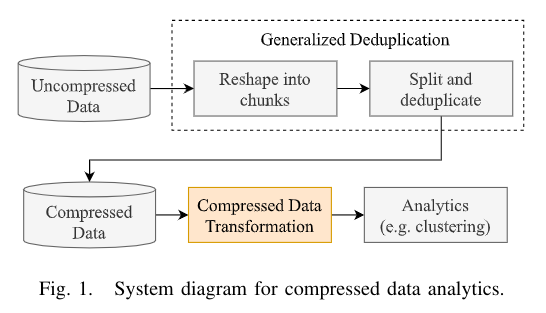 Generalized Deduplication
Uncompressed
Data
Reshape into
chunks
Split and
deduplicate
Compressed
Data
Compressed Data
Transformation
Analytics
(e.g. clustering)
Fig. 1. System diagram for compressed data analytics.